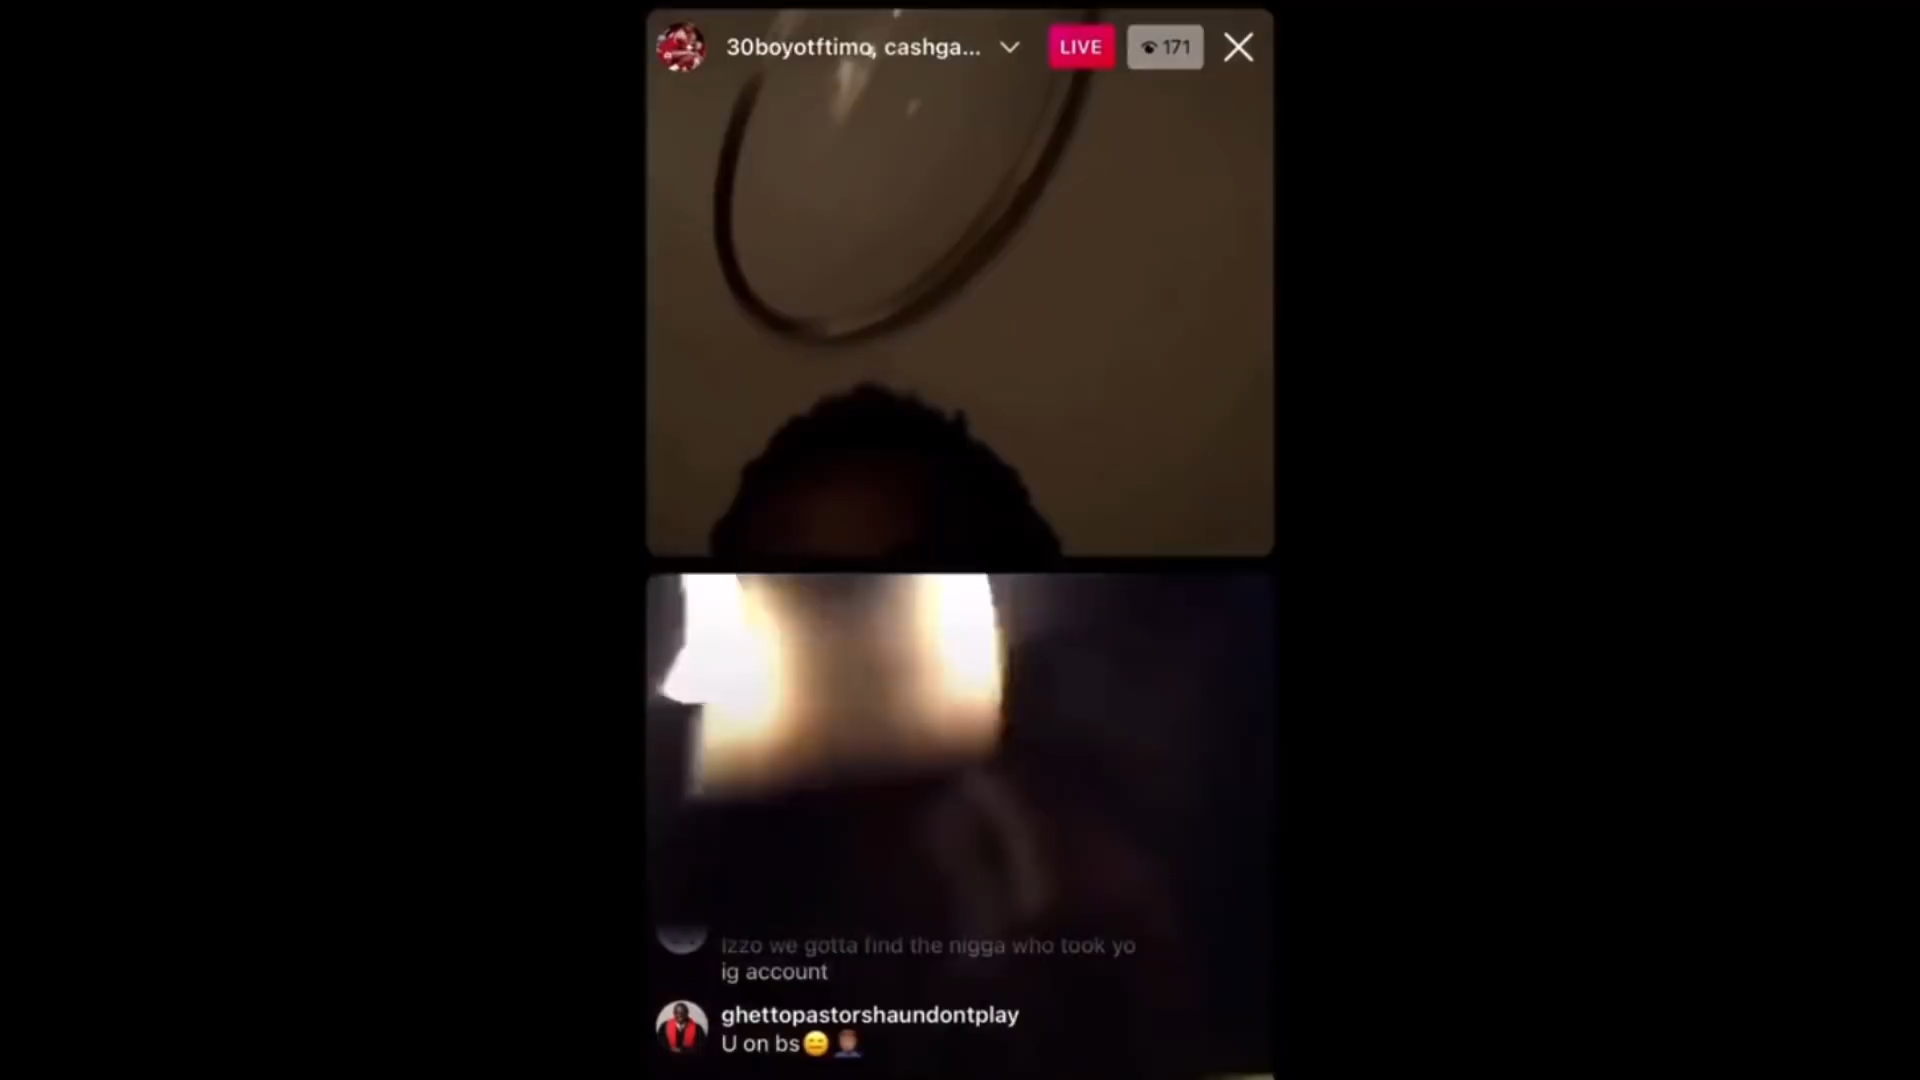 30boyotftimo, cashga...
LIVE
171
Izzo we gotta find the nigga who took yo
ig account
ghettopastorshaundontplay
U on bs😑🤦🏽‍♂️